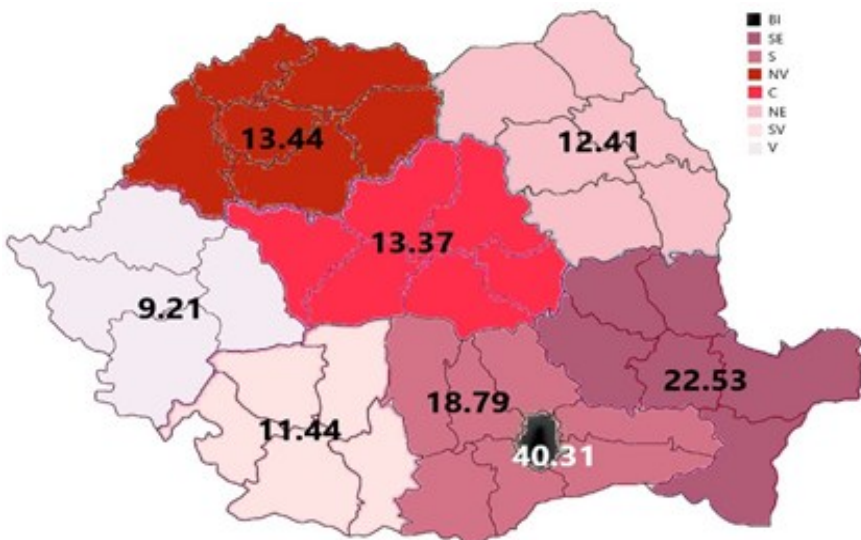 BI
SE
S
NV
C
NE
SV
V
13.44
12.41
13.37
9.21
22.53
18.79
11.44
40.31